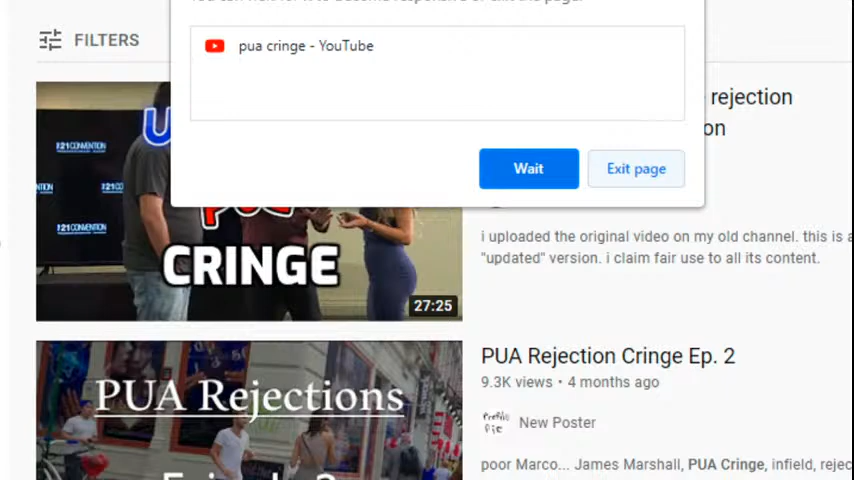 FILTERS
pua cringe - YouTube
Wait
Exit page
rejection
on
CRINGE
27:25
i uploaded the original video on my old channel. this is a
"updated" version. i claim fair use to all its content.
PUA Rejections
PUA Rejection Cringe Ep. 2
9.3K views • 4 months ago
New Poster
poor Marco... James Marshall, PUA Cringe, infield, rejec